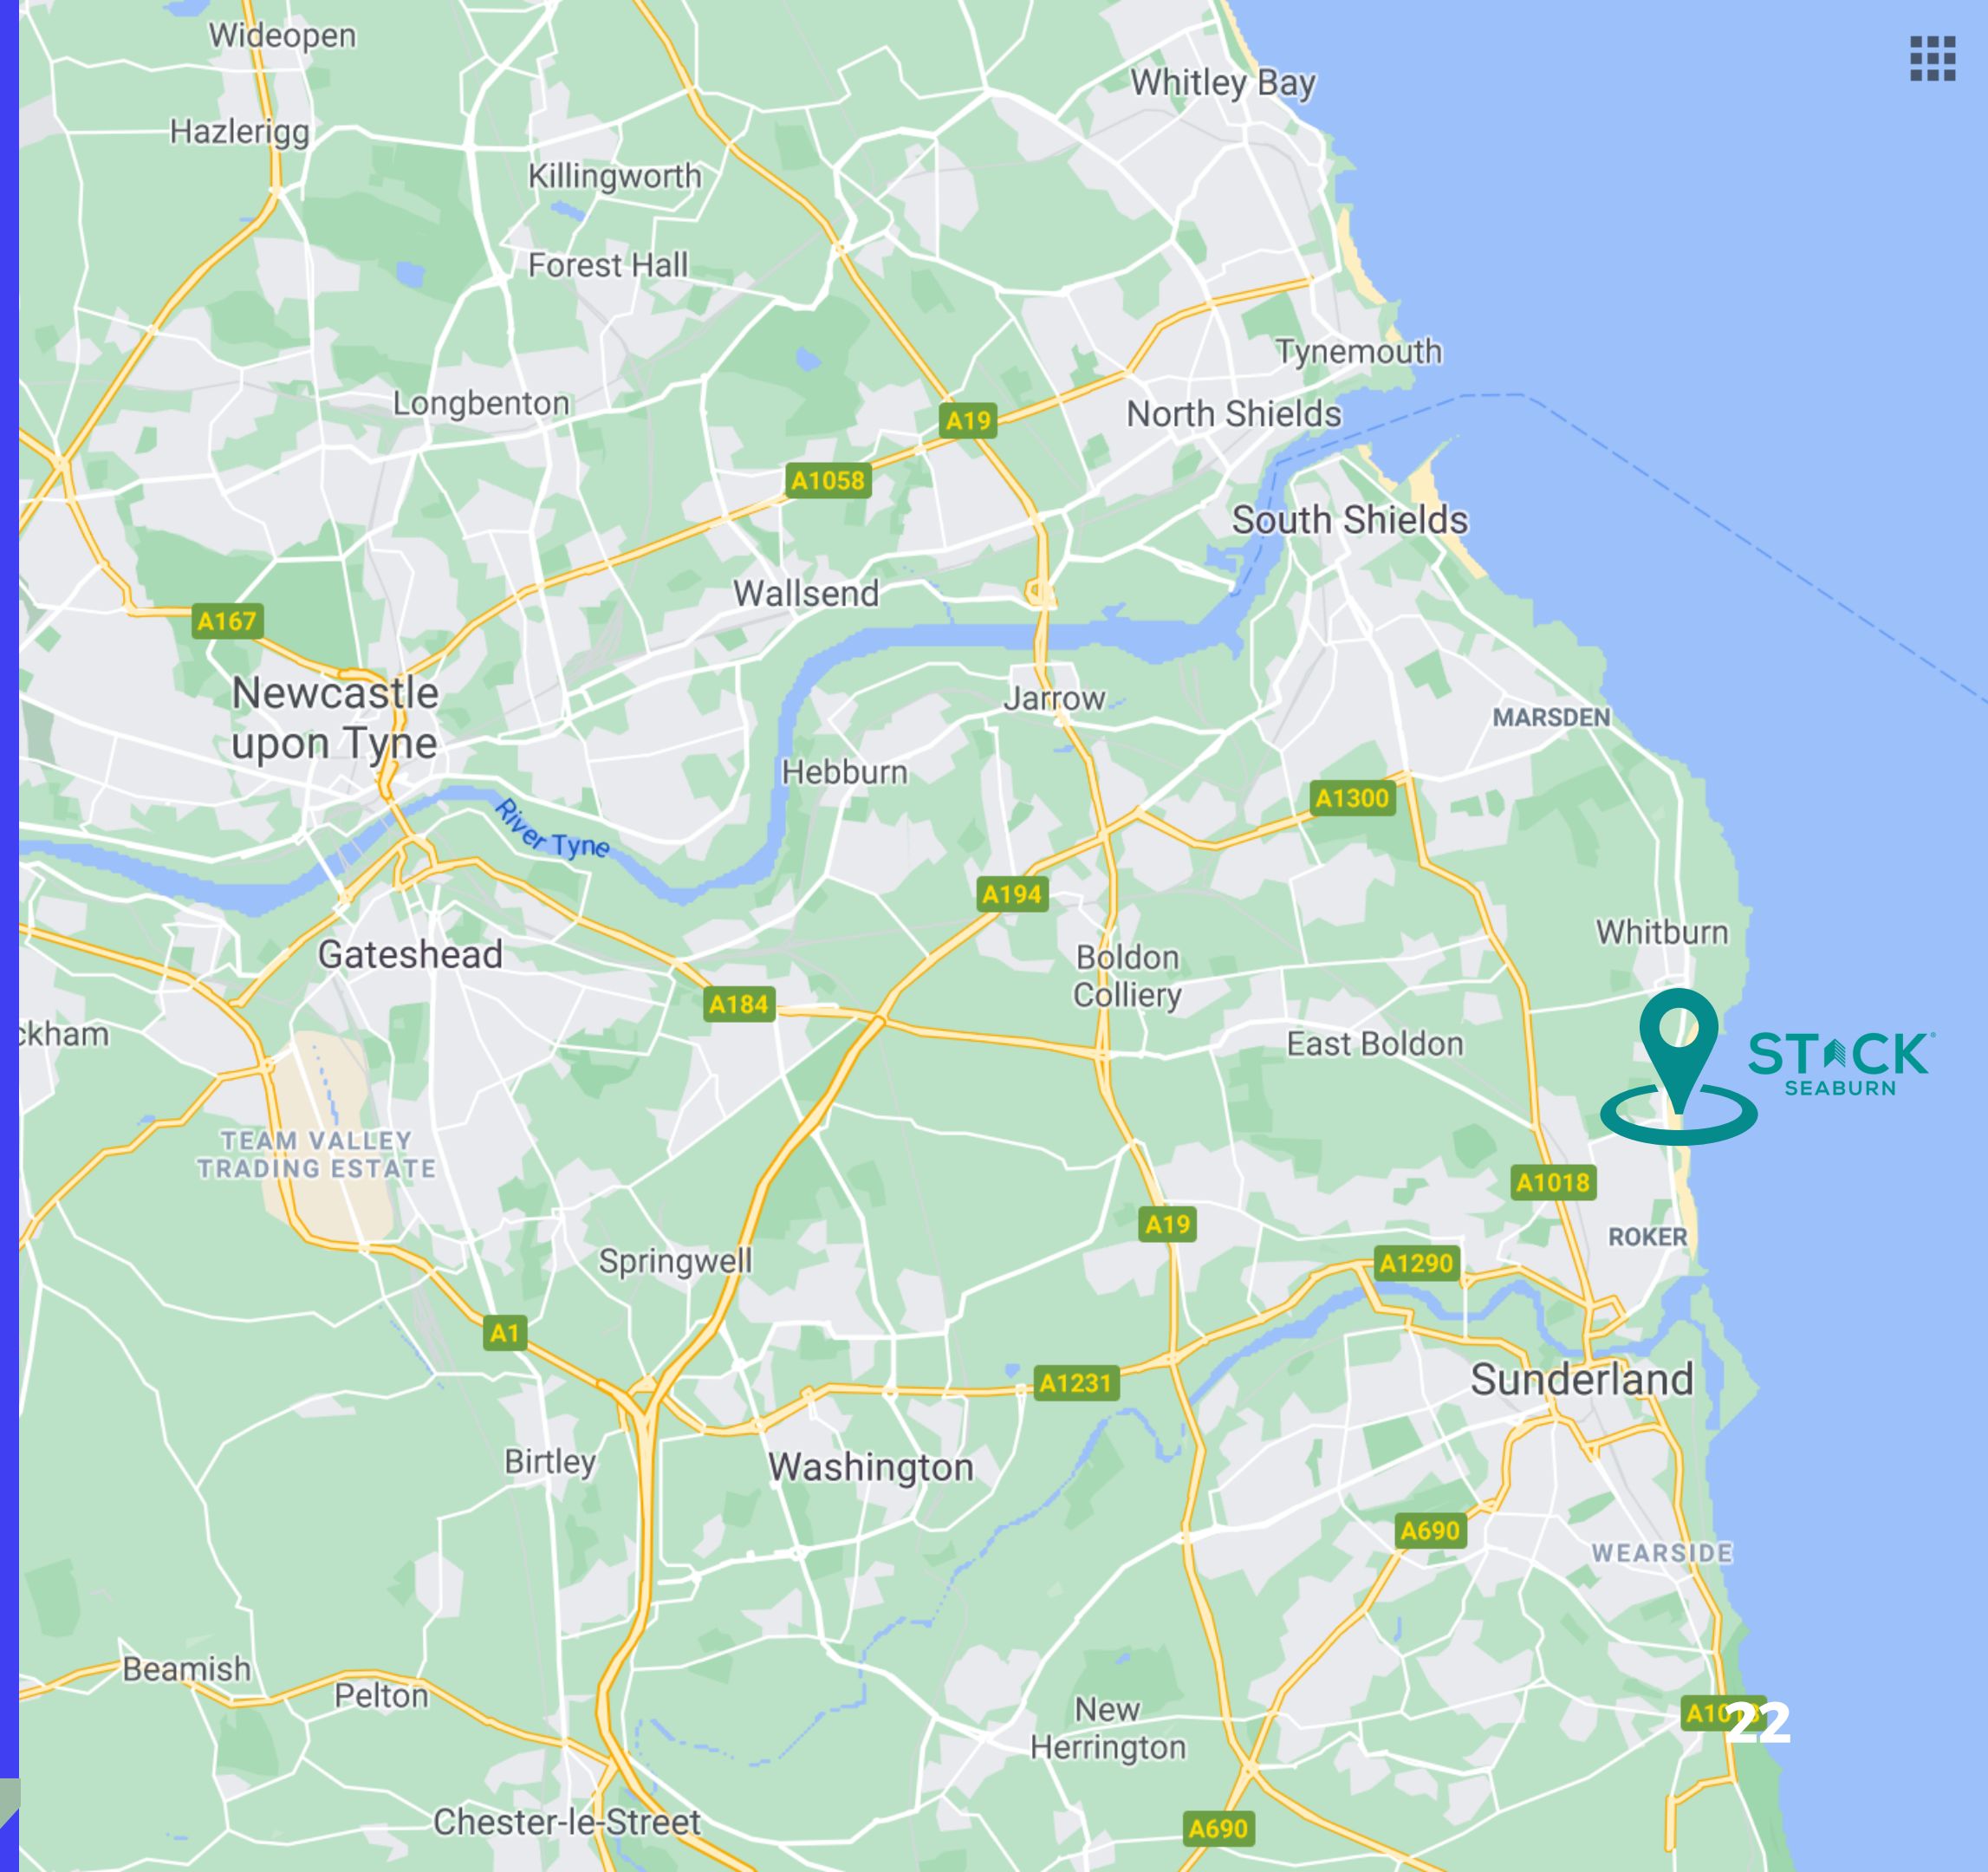 Wideopen
Whitley Bay
Hazlerigg
Killingworth
Forest Hall
Tynemouth
Longbenton
North Shields
A19
A1058
South Shields
Wallsend
A167
Newcastle
upon Tyne
Jarrow
MARSDEN
Hebburn
A1300
River Tyne
A194
Whitburn
Gateshead
Boldon
Colliery
A184
ckham
East Boldon
STACK
SEABURN
TEAM VALLEY
TRADING ESTATE
A1018
A19
ROKER
Springwell
A1290
A1
Sunderland
A1231
Birtley
Washington
A690
WEARSIDE
Beamish
Pelton
New
Herrington
A1018
22
Chester-le-Street
A690